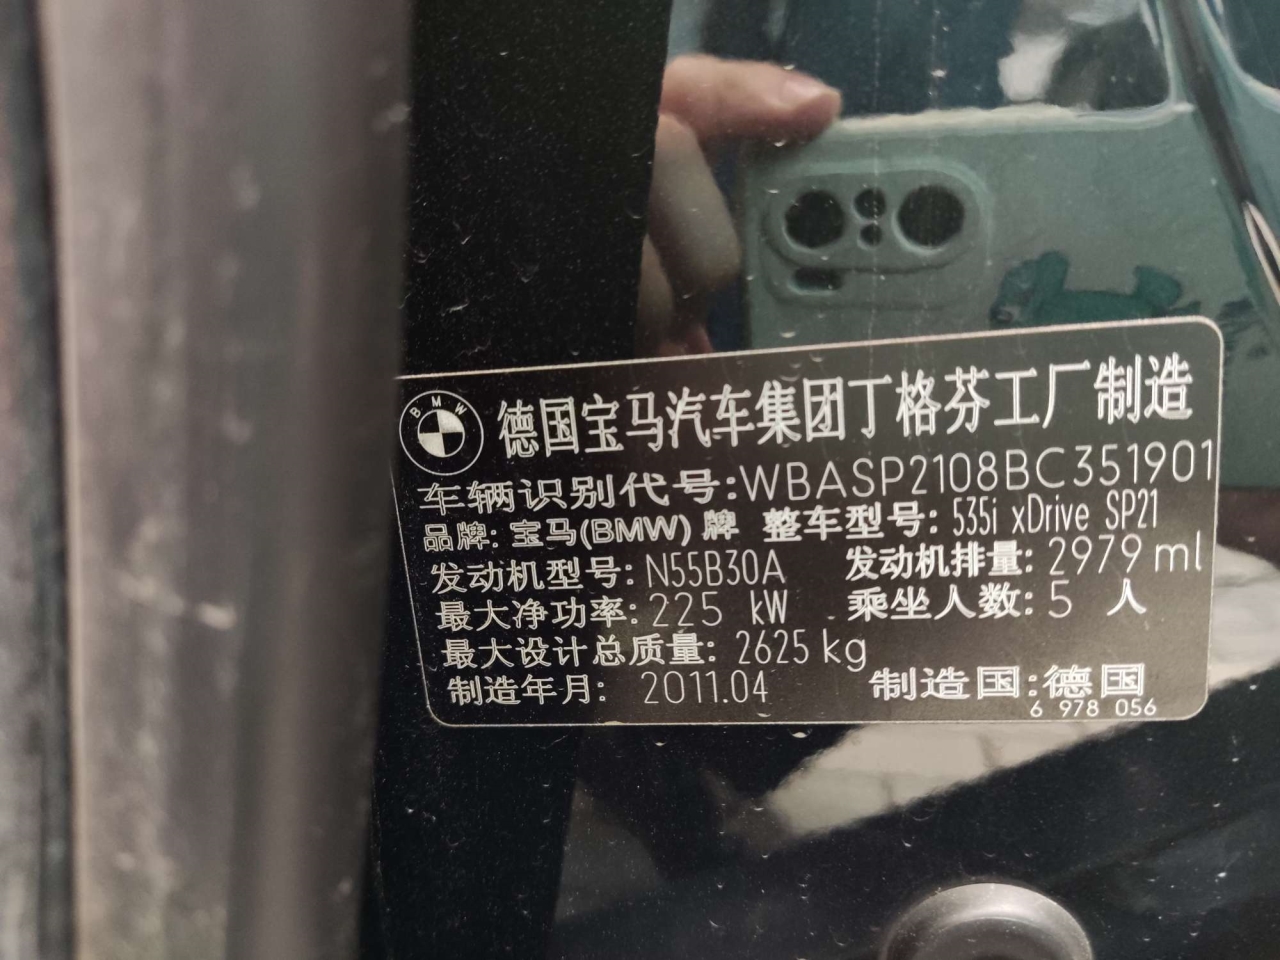 BMW
德国宝马汽车集团丁格芬工厂制造
车辆识别代号:WBASP2108BC351901
品牌: 宝马(BMW) 牌 整车型号: 535i xDrive SP21
发动机型号: N55B30A 发动机排量: 2979 ml
最大净功率: 225 kW 乘坐人数: 5 人
最大设计总质量: 2625 kg
制造年月: 2011.04 制造国: 德国
6 978 056